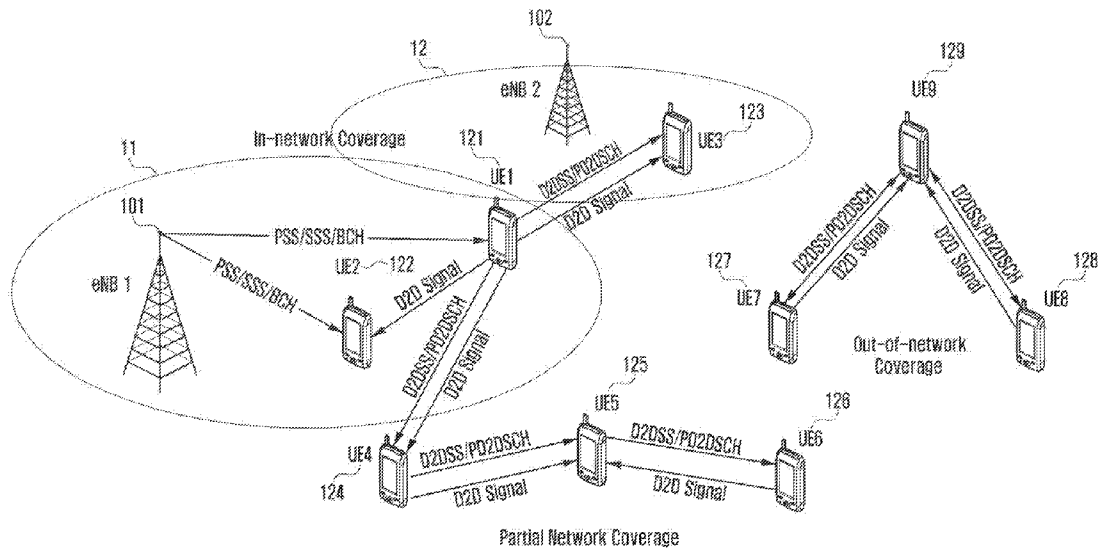 102
12
129
eNB 2
UE9
In-network Coverage
121
123
UE3
11
UE1
D2DSS/PD2DSCH
D2D Signal
101
PSS/SSS/BCH
D2DSS/PD2DSCH
D2D Signal
D2DSS/PD2DSCH
D2D Signal
UE2
122
D2D Signal
127
128
eNB 1
PSS/SSS/BCH
UE7
UE8
D2DSS/PD2DSCH
D2D Signal
Out-of-network
Coverage
125
126
UE5
UE6
UE4
D2DSS/PD2DSCH
D2DSS/PD2DSCH
124
D2D Signal
D2D Signal
Partial Network Coverage